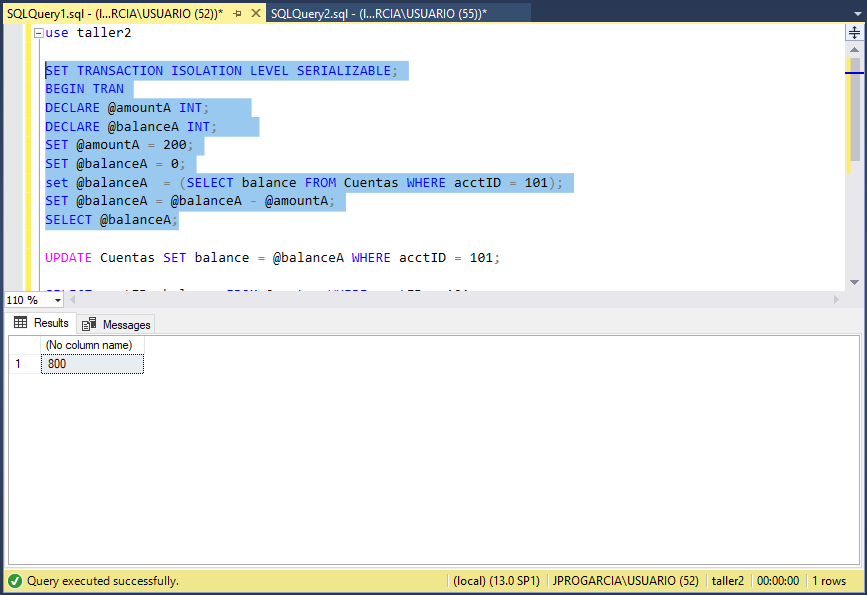 SQLQuery1.sql - (l...RCIA\USUARIO (52))* SQLQuery2.sql - (l...RCIA\USUARIO (55))*
use taller2
SET TRANSACTION ISOLATION LEVEL SERIALIZABLE;
BEGIN TRAN
DECLARE @amountA INT;
DECLARE @balanceA INT;
SET @amountA = 200;
SET @balanceA = 0;
set @balanceA  = (SELECT balance FROM Cuentas WHERE acctID = 101);
SET @balanceA = @balanceA - @amountA;
SELECT @balanceA;
UPDATE Cuentas SET balance = @balanceA WHERE acctID = 101;
110 %
Results Messages
(No column name)
1 800
Query executed successfully. (local) (13.0 SP1) JPROGARCIA\USUARIO (52) taller2 00:00:00 1 rows